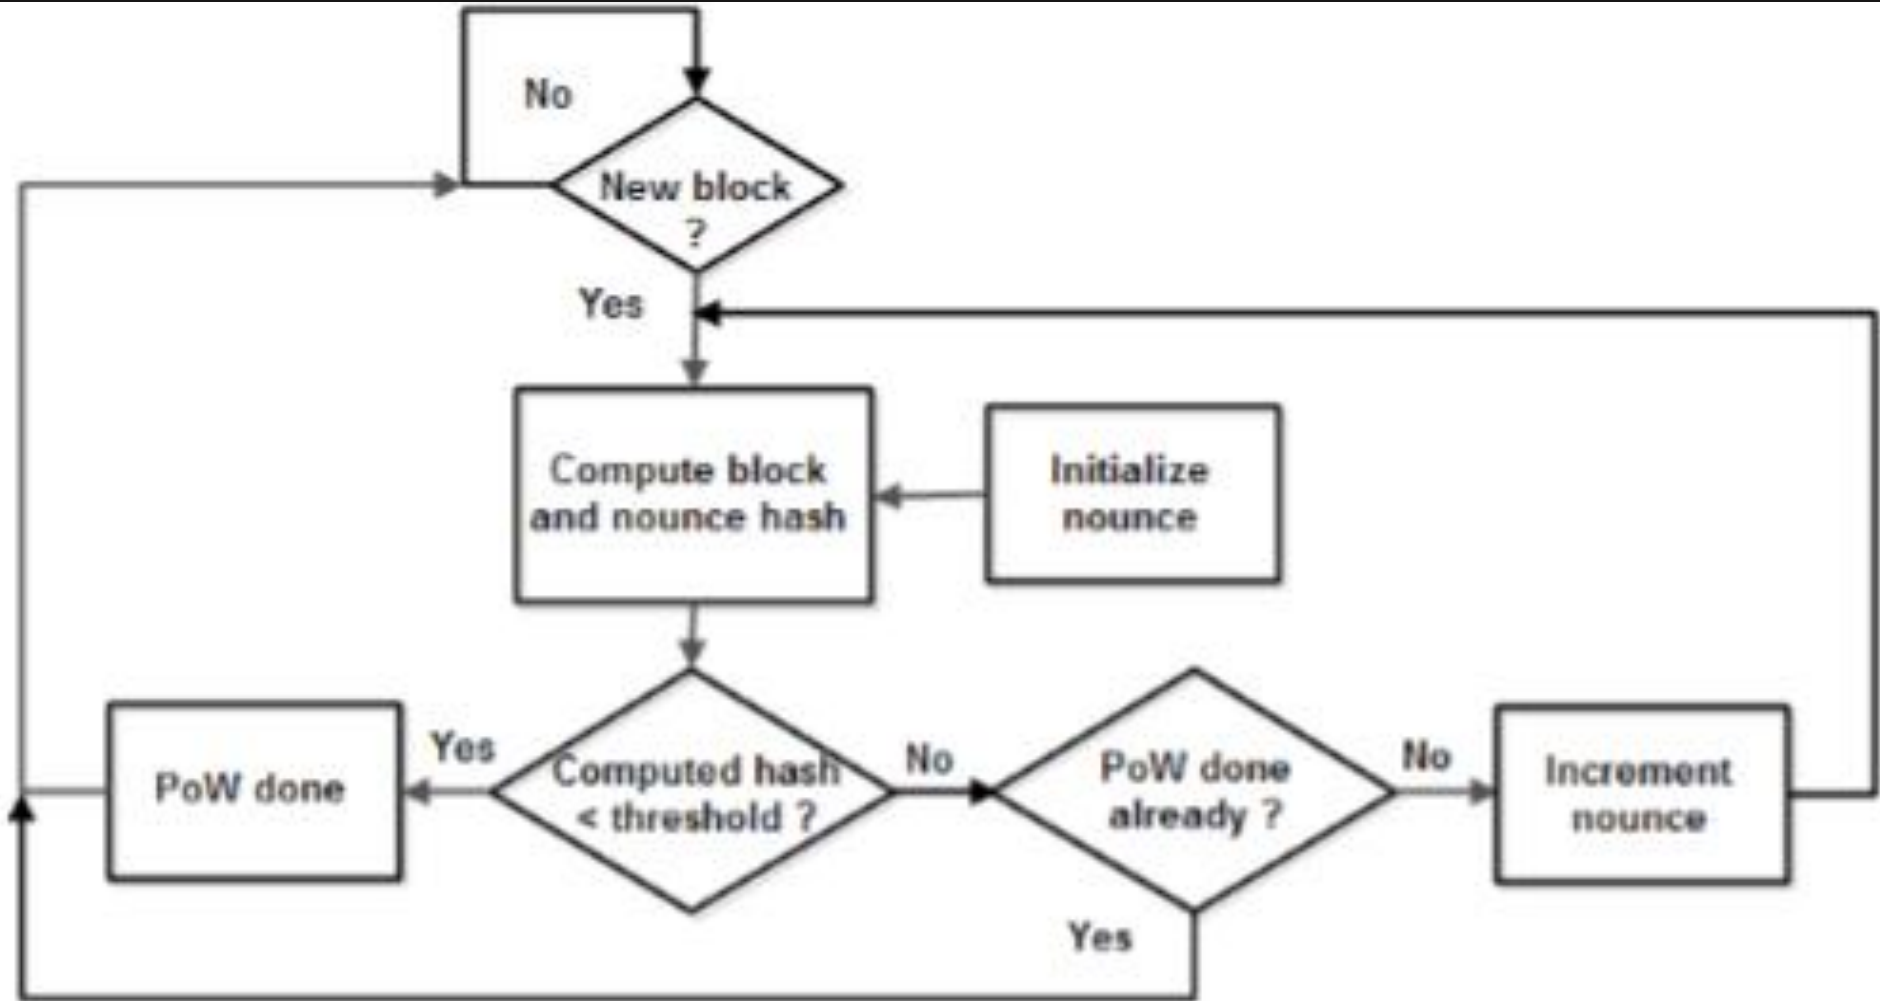 No
New block
?
Yes
Compute block
and nounce hash
Initialize
nounce
PoW done
Yes
Computed hash
< threshold ?
No
PoW done
already ?
No
Increment
nounce
Yes